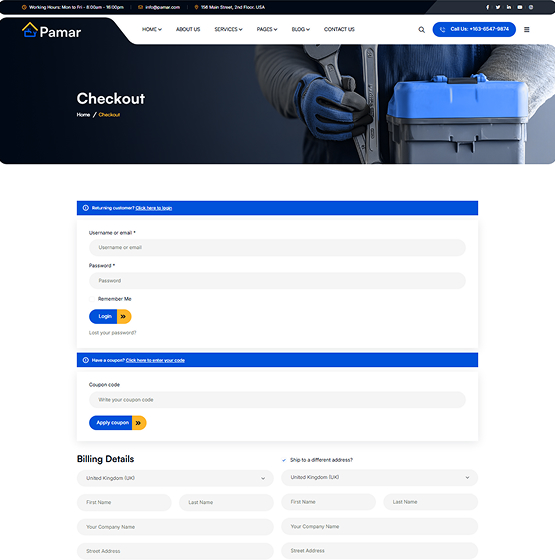 Working Hours: Mon to Fri - 8:00am - 18:00pm info@pamar.com 156 Main Street, 2nd Floor. USA
Pamar HOME ABOUT US SERVICES PAGES BLOG CONTACT US Call Us: +163-6547-9874
Checkout
Home / Checkout
Returning customer? Click here to login
Username or email *
Username or email
Password *
Password
Remember Me
Login
Lost your password?
Have a coupon? Click here to enter your code
Coupon code
Write your coupon code
Apply coupon
Billing Details Ship to a different address?
United Kingdom (UK) United Kingdom (UK)
First Name Last Name First Name Last Name
Your Company Name Your Company Name
Street Address Street Address